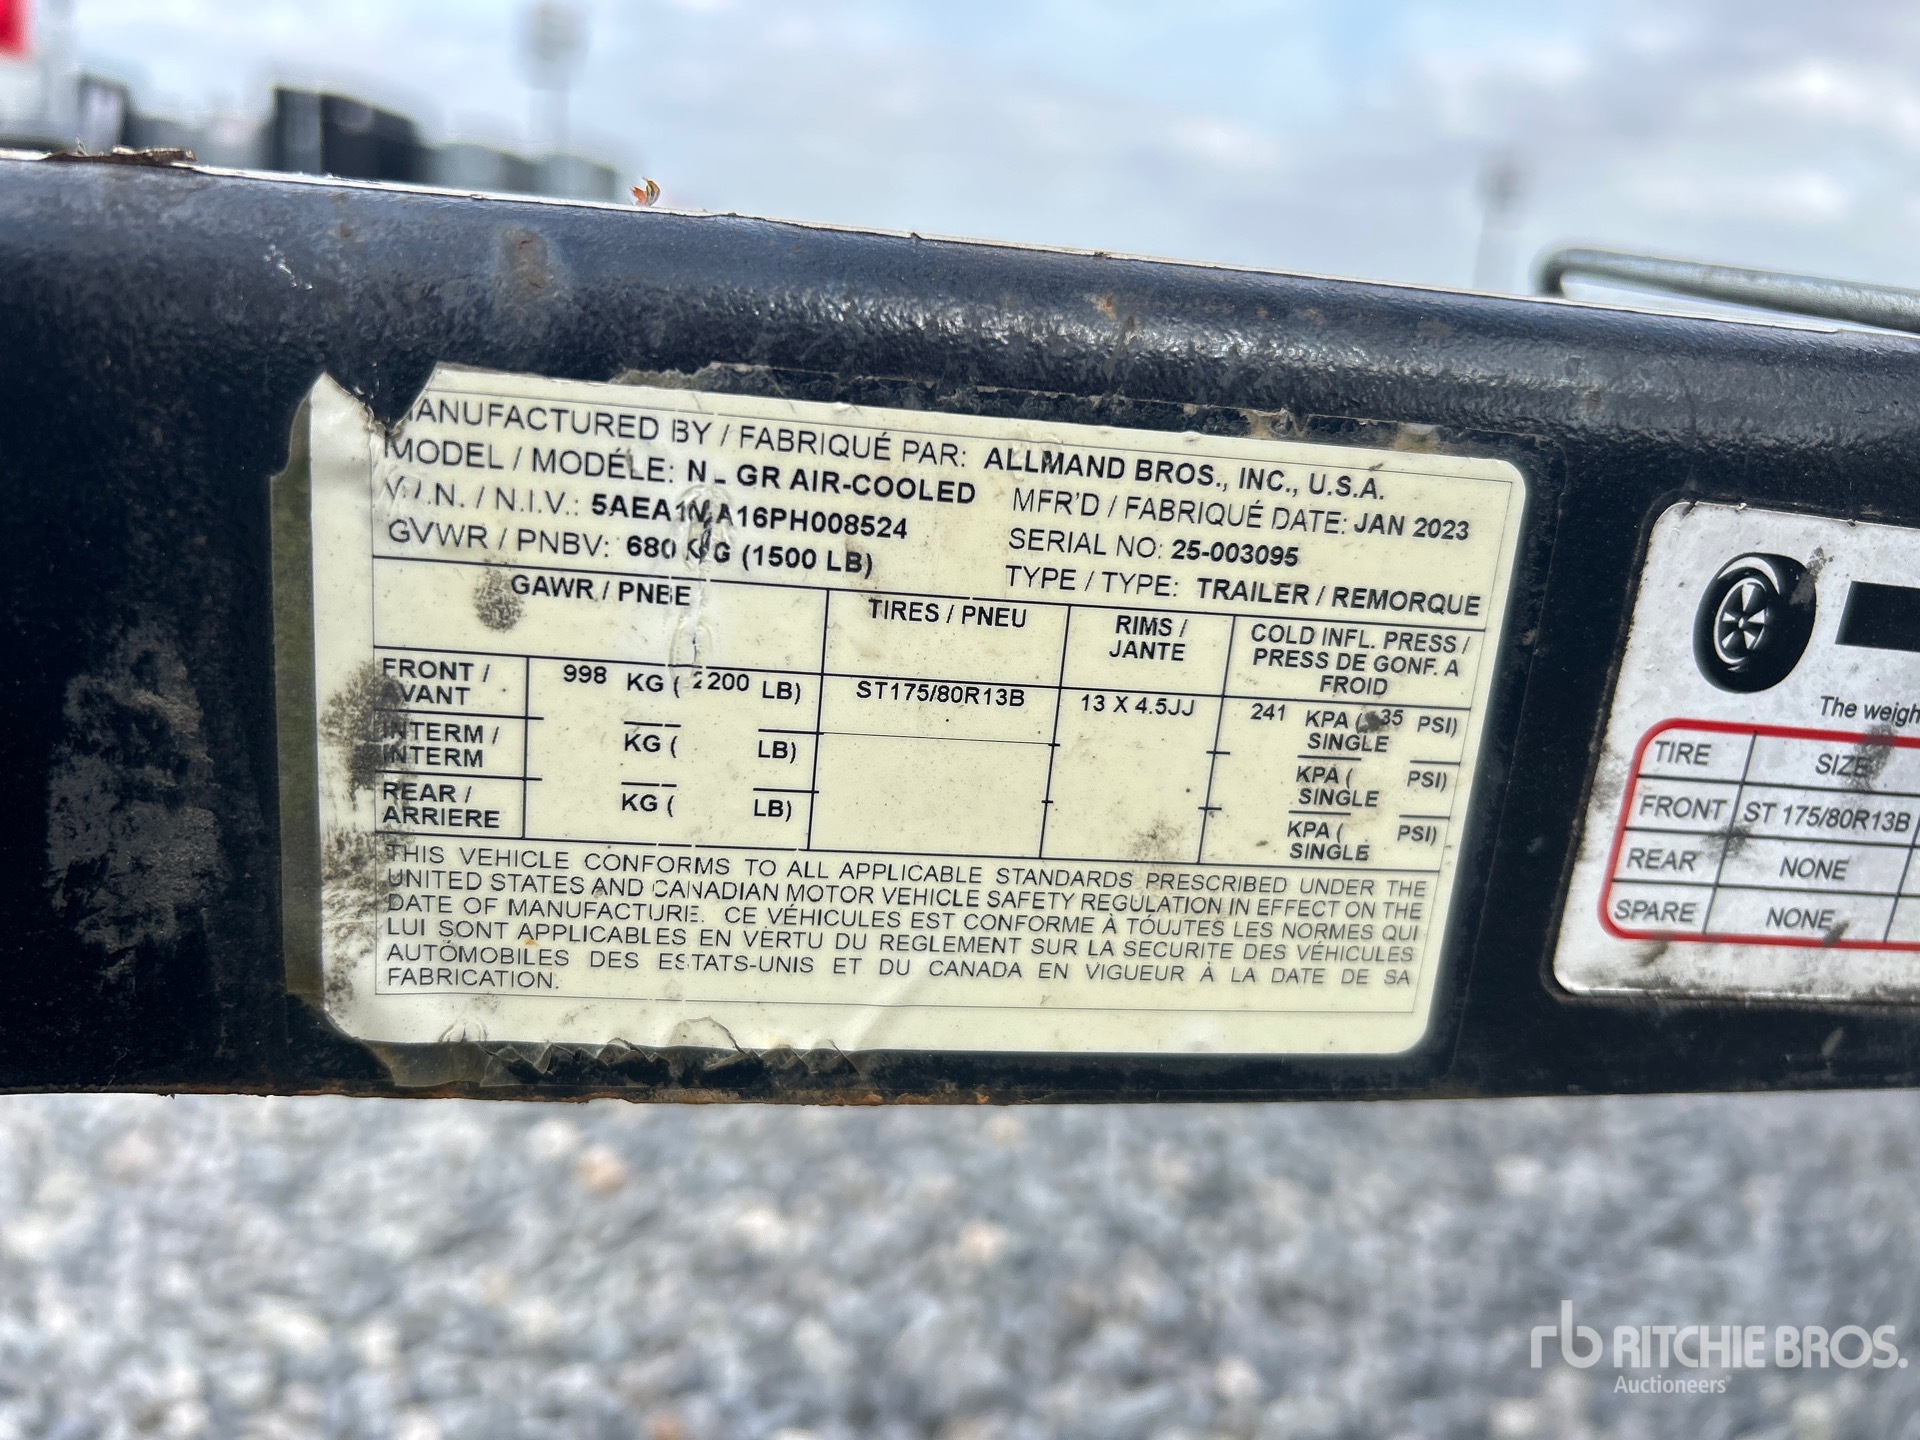 MANUFACTURED BY / FABRIQUÉ PAR: ALLMAND BROS., INC., U.S.A.
MODEL / MODÉLE: GR AIR-COOLED MFR'D / FABRIQUÉ DATE: JAN 2023
V.I.N. / N.I.V.: SERIAL NO: 25-003095
GVWR / PNBV: 680 KG (1500 LB) TYPE / TYPE: TRAILER / REMORQUE
GAWR / PNBE TIRES / PNEU RIMS / JANTE COLD INFL. PRESS / PRESS DE GONF. A FROID
FRONT / AVANT 998 KG ( 2200 LB) ST175/80R13B 13 X 4.5JJ 241 KPA ( 35 PSI) SINGLE
INTERM / INTERM KG ( LB) KPA ( PSI) SINGLE
REAR / ARRIERE KG ( LB) KPA ( PSI) SINGLE
THIS VEHICLE CONFORMS TO ALL APPLICABLE STANDARDS PRESCRIBED UNDER THE
UNITED STATES AND CANADIAN MOTOR VEHICLE SAFETY REGULATION IN EFFECT ON THE
DATE OF MANUFACTURE. CE VÉHICULES EST CONFORME À TOUJTES LES NORMES QUI
LUI SONT APPLICABLES EN VERTU DU REGLEMENT SUR LA SECURITE DES VÉHICULES
AUTOMOBILES DES ESTATS-UNIS ET DU CANADA EN VIGUEUR À LA DATE DE SA
FABRICATION.
The weigh
TIRE SIZE
FRONT ST 175/80R13B
REAR NONE
SPARE NONE
rb RITCHIE BROS.
Auctioneers